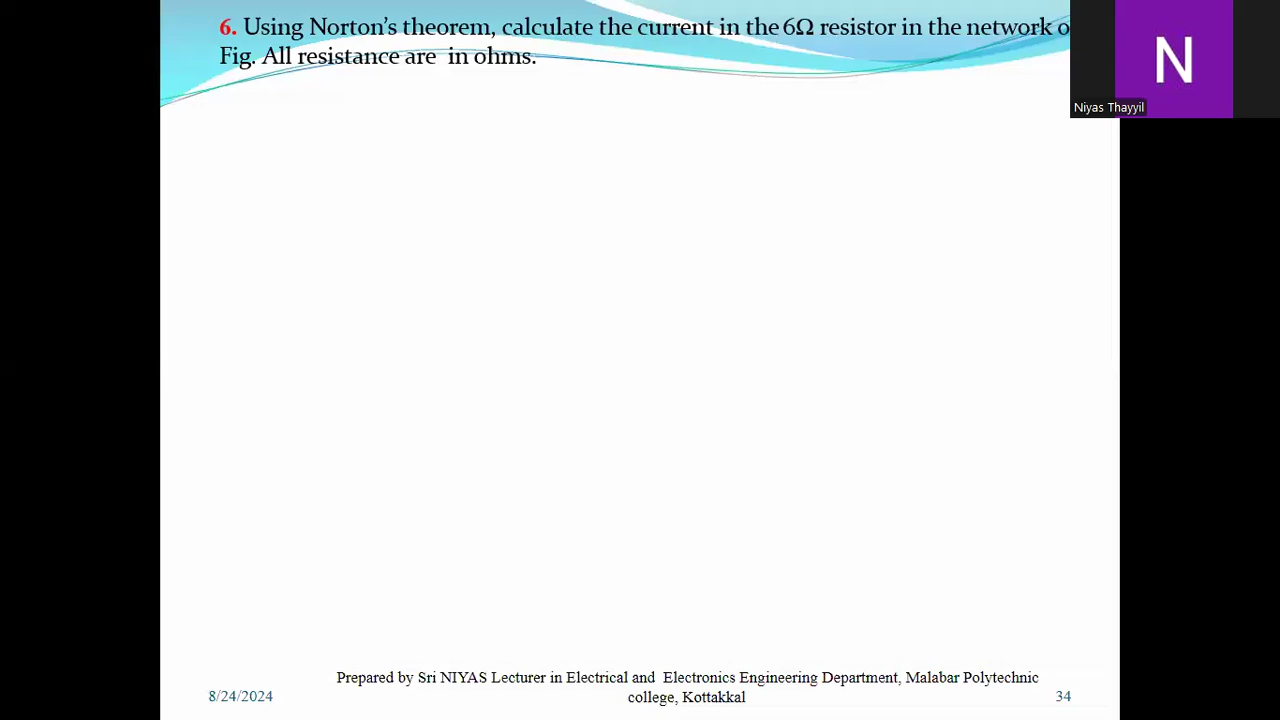 6. Using Norton’s theorem, calculate the current in the 6Ω resistor in the network o
Fig. All resistance are in ohms.
N
Niyas Thayyil
Prepared by Sri NIYAS Lecturer in Electrical and Electronics Engineering Department, Malabar Polytechnic
college, Kottakkal
8/24/2024
34